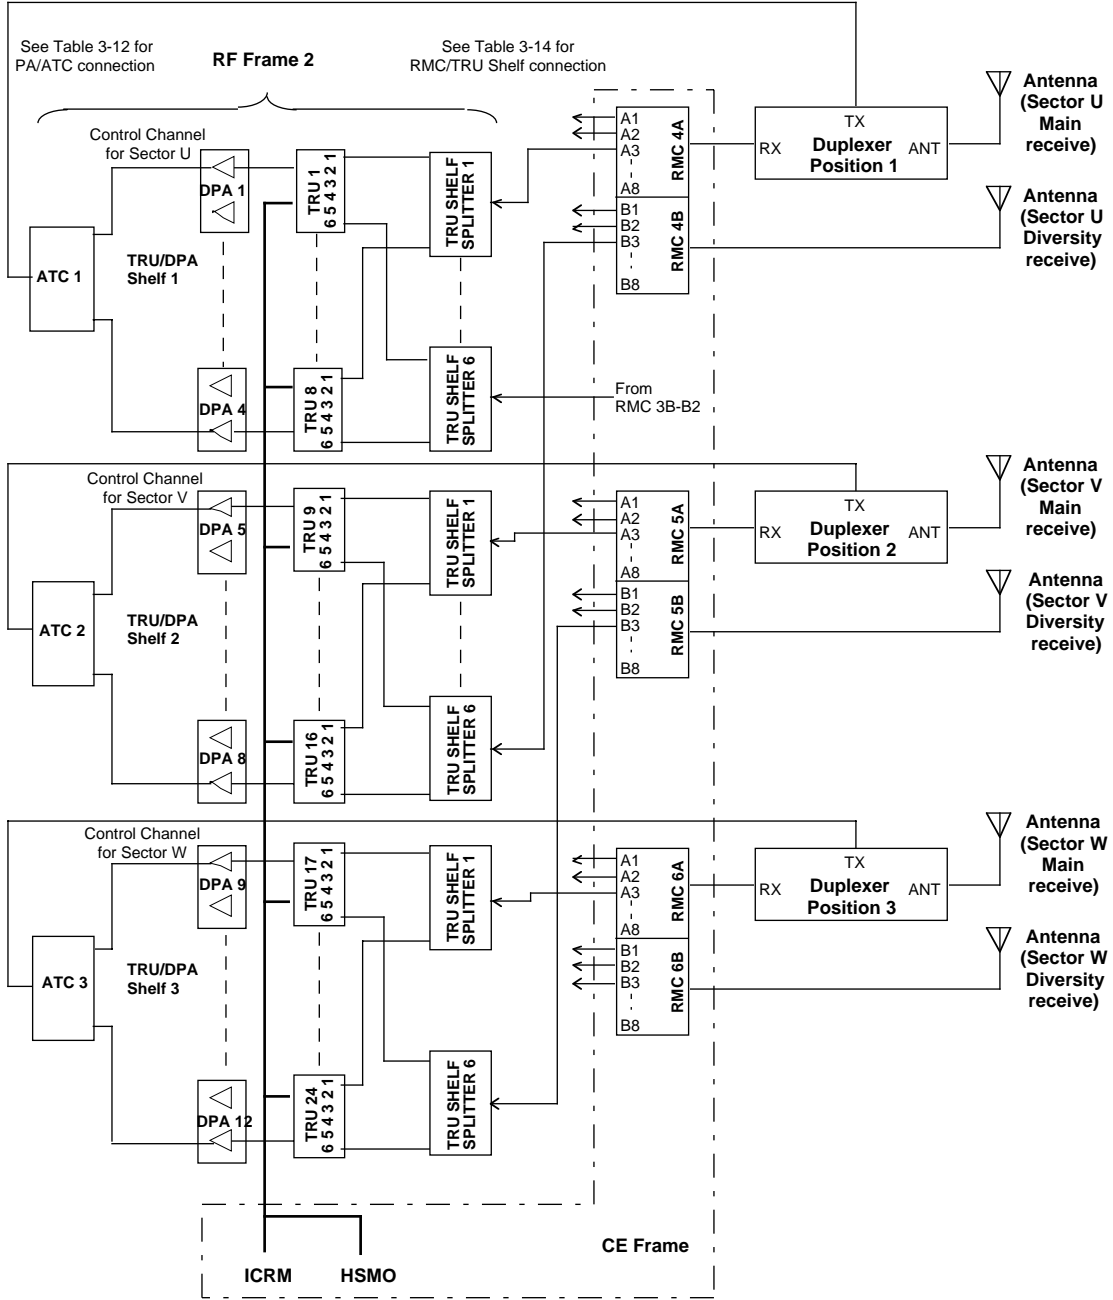 See Table 3-12 for
PA/ATC connection
RF Frame 2
See Table 3-14 for
RMC/TRU Shelf connection
Control Channel
for Sector U
DPA 1
TRU 1
6 5 4 3 2 1
TRU SHELF
SPLITTER 1
A1
A2
A3
A8
RMC 4A
B1
B2
B3
B8
RMC 4B
TX
RX
Duplexer
Position 1
ANT
Antenna
(Sector U
Main
receive)
Antenna
(Sector U
Diversity
receive)
ATC 1
TRU/DPA
Shelf 1
DPA 4
TRU 8
6 5 4 3 2 1
TRU SHELF
SPLITTER 6
From
RMC 3B-B2
Control Channel
for Sector V
DPA 5
TRU 9
6 5 4 3 2 1
TRU SHELF
SPLITTER 1
A1
A2
A3
A8
RMC 5A
B1
B2
B3
B8
RMC 5B
TX
RX
Duplexer
Position 2
ANT
Antenna
(Sector V
Main
receive)
Antenna
(Sector V
Diversity
receive)
ATC 2
TRU/DPA
Shelf 2
DPA 8
TRU 16
6 5 4 3 2 1
TRU SHELF
SPLITTER 6
Control Channel
for Sector W
DPA 9
TRU 17
6 5 4 3 2 1
TRU SHELF
SPLITTER 1
A1
A2
A3
A8
RMC 6A
B1
B2
B3
B8
RMC 6B
TX
RX
Duplexer
Position 3
ANT
Antenna
(Sector W
Main
receive)
Antenna
(Sector W
Diversity
receive)
ATC 3
TRU/DPA
Shelf 3
DPA 12
TRU 24
6 5 4 3 2 1
TRU SHELF
SPLITTER 6
CE Frame
ICRM
HSMO